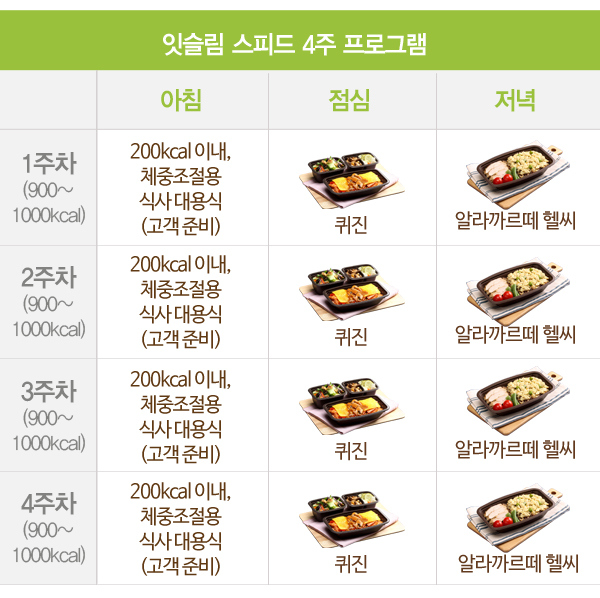 잇슬림 스피드 4주 프로그램
아침 점심 저녁
1주차
(900~
1000kcal)
200kcal 이내,
체중조절용
식사 대용식
(고객 준비)
퀴진
알라까르떼 헬씨
2주차
(900~
1000kcal)
200kcal 이내,
체중조절용
식사 대용식
(고객 준비)
퀴진
알라까르떼 헬씨
3주차
(900~
1000kcal)
200kcal 이내,
체중조절용
식사 대용식
(고객 준비)
퀴진
알라까르떼 헬씨
4주차
(900~
1000kcal)
200kcal 이내,
체중조절용
식사 대용식
(고객 준비)
퀴진
알라까르떼 헬씨